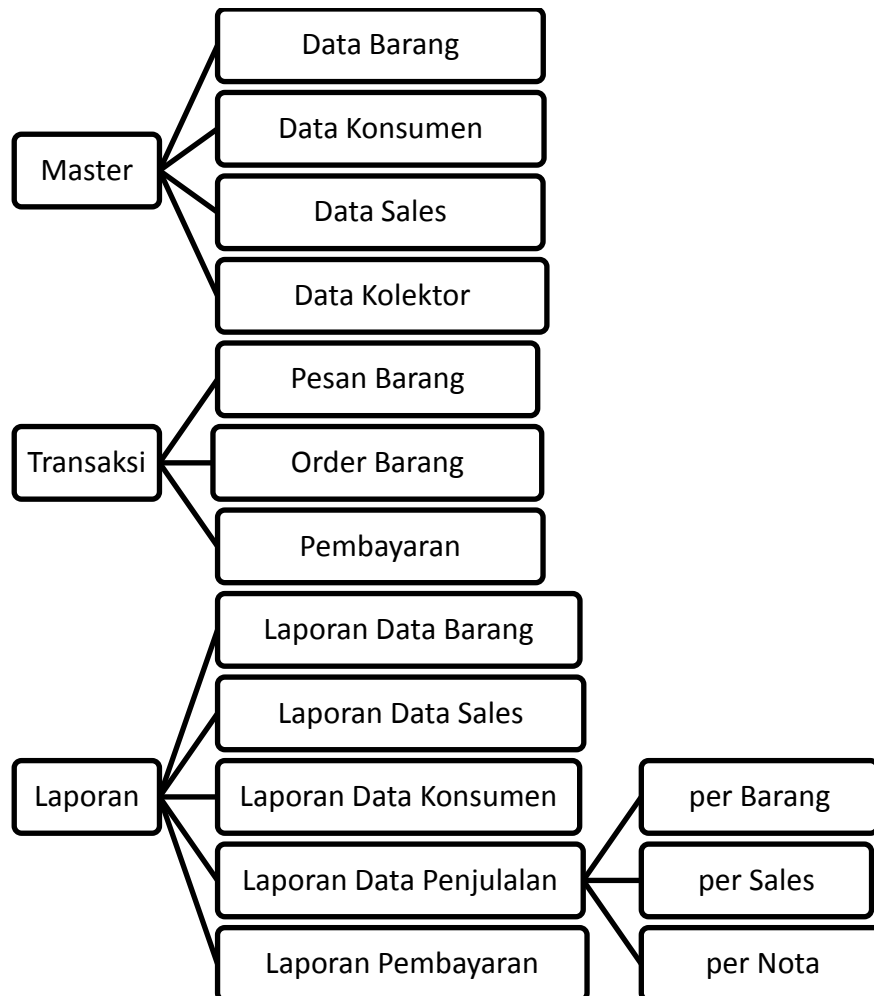 Master
Data Barang
Data Konsumen
Data Sales
Data Kolektor
Transaksi
Pesan Barang
Order Barang
Pembayaran
Laporan
Laporan Data Barang
Laporan Data Sales
Laporan Data Konsumen
Laporan Data Penjulalan
per Barang
per Sales
per Nota
Laporan Pembayaran